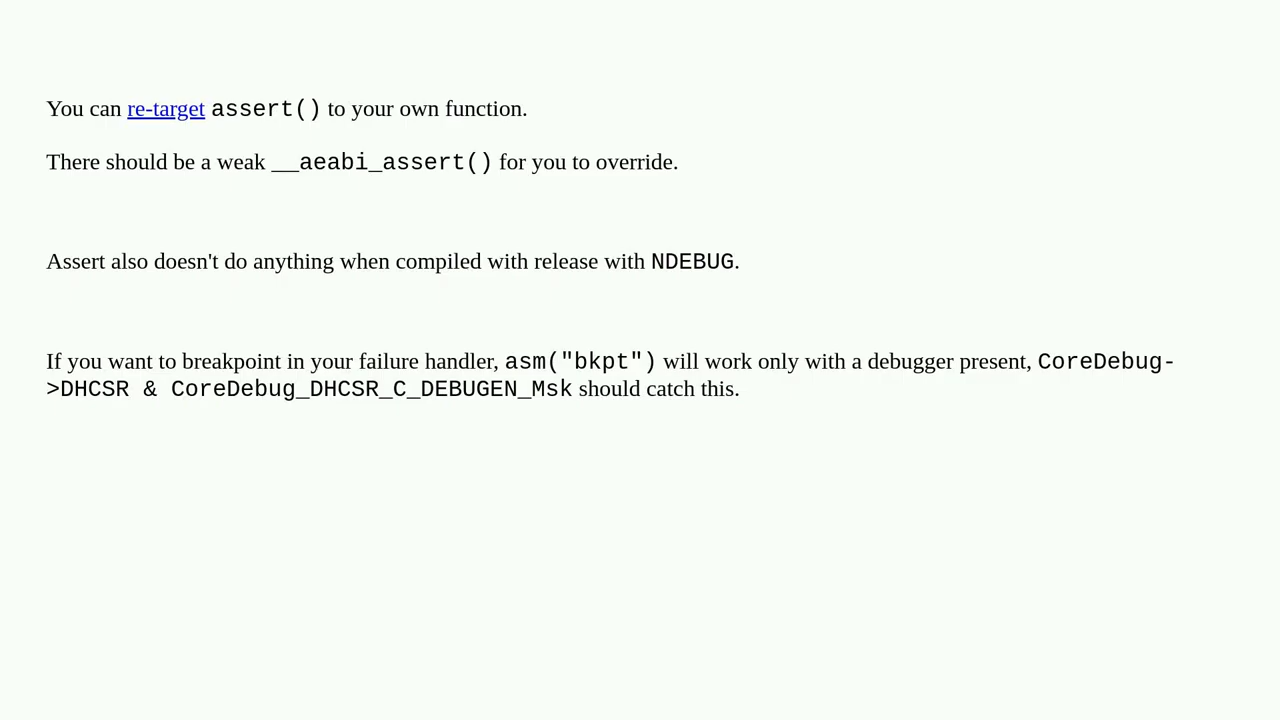 You can re-target assert() to your own function.
There should be a weak __aeabi_assert() for you to override.
Assert also doesn't do anything when compiled with release with NDEBUG.
If you want to breakpoint in your failure handler, asm("bkpt") will work only with a debugger present, CoreDebug-
>DHCSR & CoreDebug_DHCSR_C_DEBUGEN_Msk should catch this.